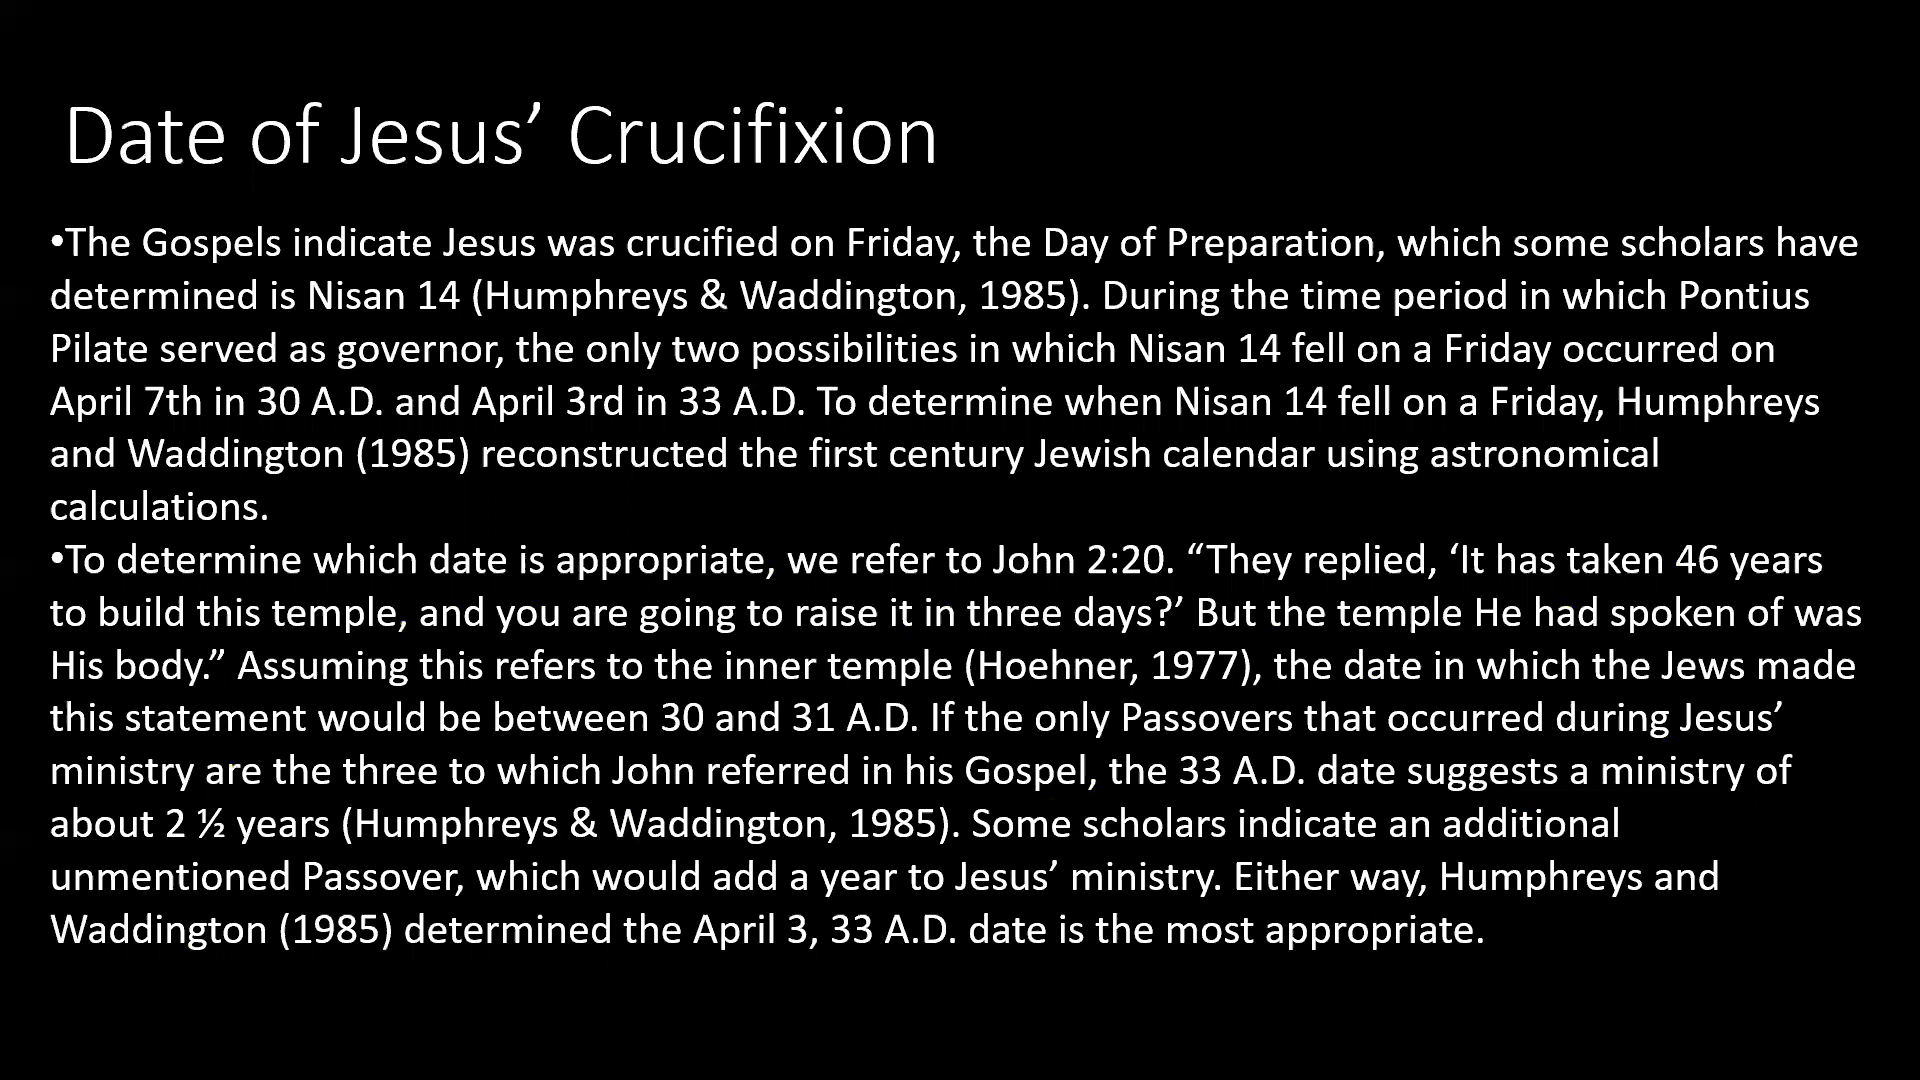 Date of Jesus’ Crucifixion
•The Gospels indicate Jesus was crucified on Friday, the Day of Preparation, which some scholars have
determined is Nisan 14 (Humphreys & Waddington, 1985). During the time period in which Pontius
Pilate served as governor, the only two possibilities in which Nisan 14 fell on a Friday occurred on
April 7th in 30 A.D. and April 3rd in 33 A.D. To determine when Nisan 14 fell on a Friday, Humphreys
and Waddington (1985) reconstructed the first century Jewish calendar using astronomical
calculations.
•To determine which date is appropriate, we refer to John 2:20. “They replied, ‘It has taken 46 years
to build this temple, and you are going to raise it in three days?’ But the temple He had spoken of was
His body.” Assuming this refers to the inner temple (Hoehner, 1977), the date in which the Jews made
this statement would be between 30 and 31 A.D. If the only Passovers that occurred during Jesus’
ministry are the three to which John referred in his Gospel, the 33 A.D. date suggests a ministry of
about 2 ½ years (Humphreys & Waddington, 1985). Some scholars indicate an additional
unmentioned Passover, which would add a year to Jesus’ ministry. Either way, Humphreys and
Waddington (1985) determined the April 3, 33 A.D. date is the most appropriate.